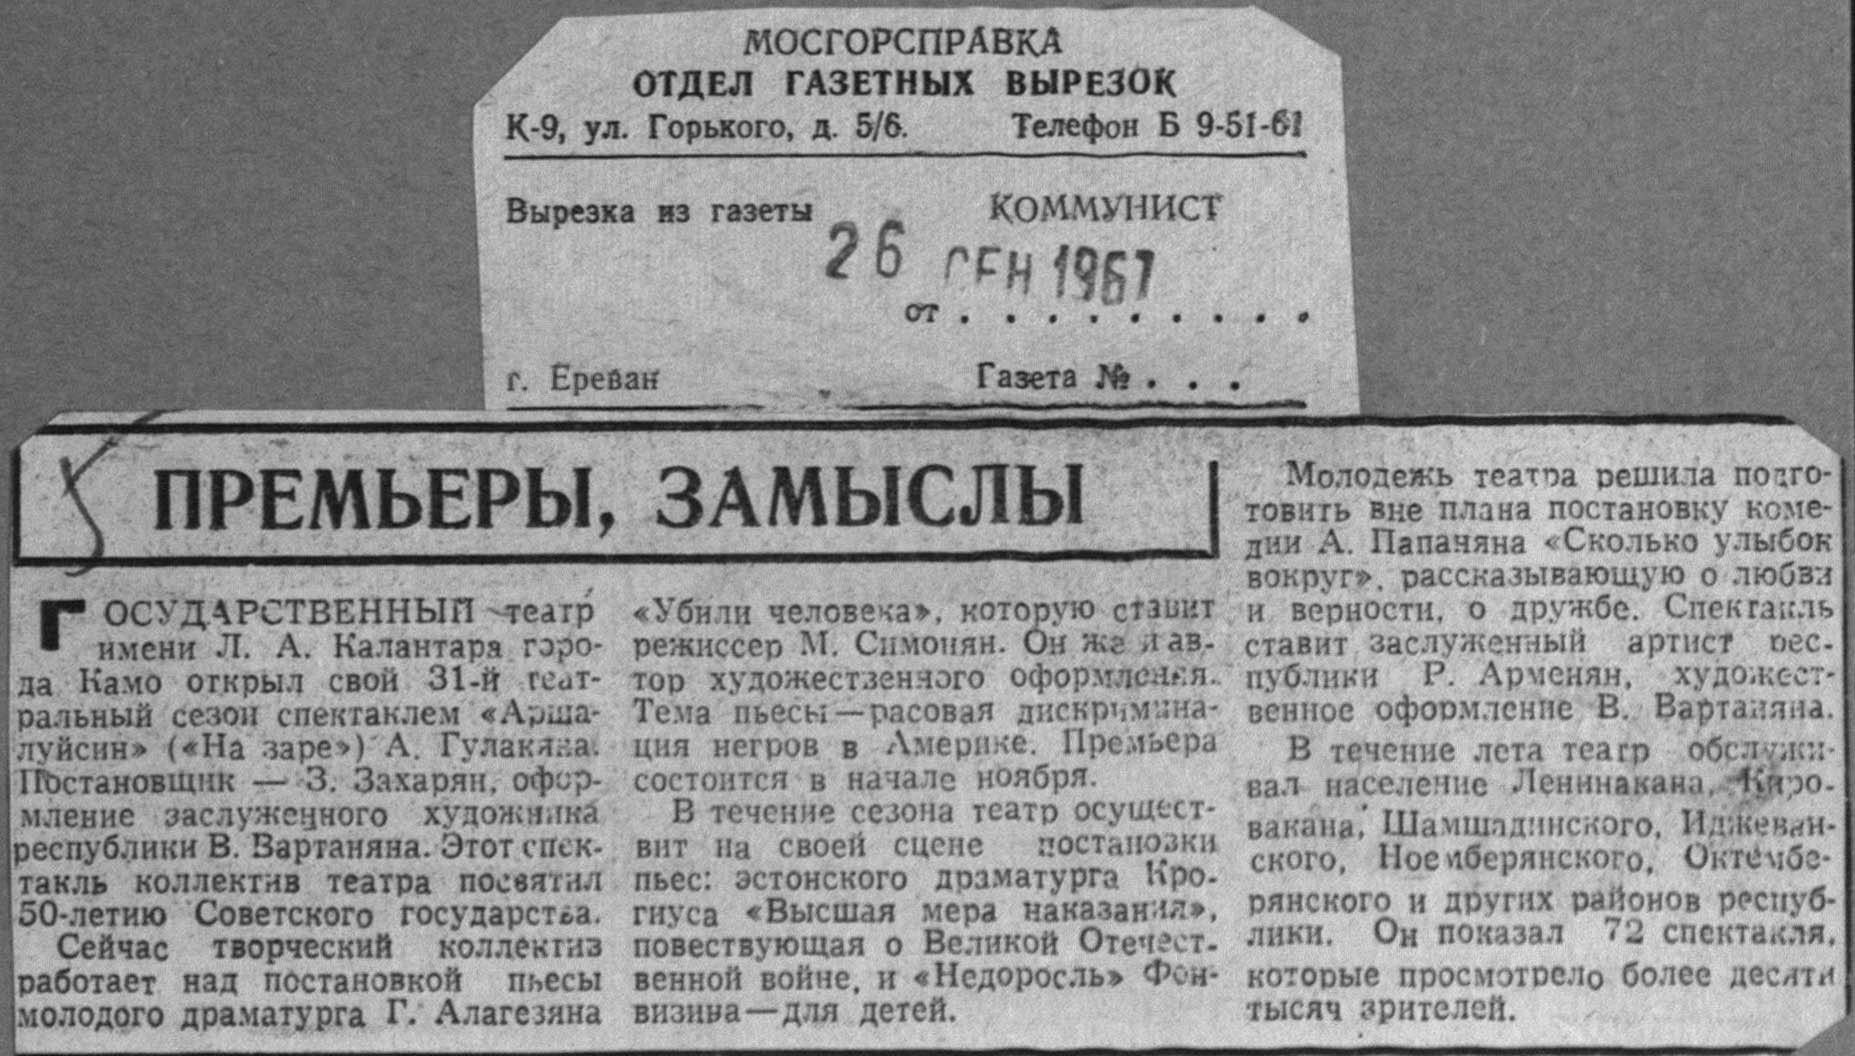 МОСГОРСПРАВКА
ОТДЕЛ ГАЗЕТНЫХ ВЫРЕЗОК
К-9, ул. Горького, д. 5/6. Телефон Б 9-51-61
Вырезка из газеты КОММУНИСТ
26 СЕН 1967
от . . . . . . . . .
г. Ереван Газета № . . .
ПРЕМЬЕРЫ, ЗАМЫСЛЫ
ГОСУДАРСТВЕННЫЙ театр
имени Л. А. Калантара горо-
да Камо открыл свой 31-й теат-
ральный сезон спектаклем «Арша-
луйсин» («На заре») А. Гулакяна.
Постановщик — З. Захарян, офор-
мление заслуженного художника
республики В. Вартаняна. Этот спек-
такль коллектив театра посвятил
50-летию Советского государства.
Сейчас творческий коллектив
работает над постановкой пьесы
молодого драматурга Г. Алагезяна
«Убили человека», которую ставит
режиссер М. Симонян. Он же и ав-
тор художественного оформления.
Тема пьесы—расовая дискримина-
ция негров в Америке. Премьера
состоится в начале ноября.
В течение сезона театр осущест-
вит на своей сцене постановки
пьес: эстонского драматурга Кро-
гиуса «Высшая мера наказания»,
повествующая о Великой Отечест-
венной войне, и «Недоросль» Фон-
визина—для детей.
Молодежь театра решила подго-
товить вне плана постановку коме-
дии А. Папаяна «Сколько улыбок
вокруг», рассказывающую о любви
и верности, о дружбе. Спектакль
ставит заслуженный артист рес-
публики Р. Арменян, художест-
венное оформление В. Вартаняна.
В течение лета театр обслужи-
вал население Ленинакана, Киро-
вакана, Шамшадинского, Иджеван-
ского, Ноемберянского, Октембе-
рянского и других районов респуб-
лики. Он показал 72 спектакля,
которые просмотрело более десяти
тысяч зрителей.